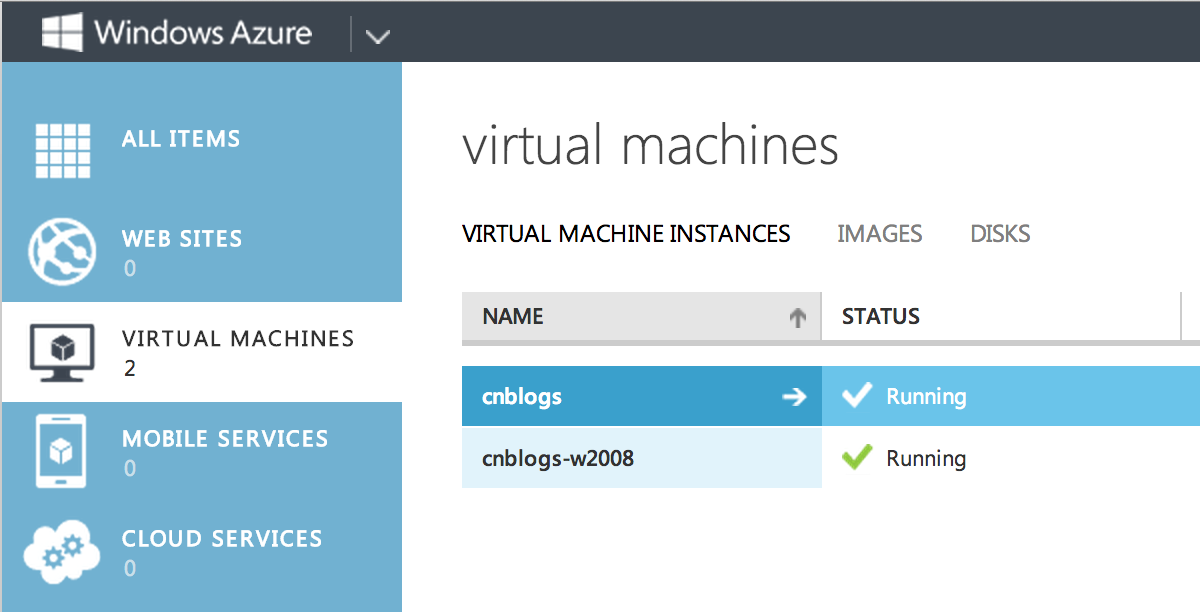 Windows Azure
ALL ITEMS
WEB SITES
0
VIRTUAL MACHINES
2
MOBILE SERVICES
0
CLOUD SERVICES
0
virtual machines
VIRTUAL MACHINE INSTANCES IMAGES DISKS
NAME STATUS
cnblogs Running
cnblogs-w2008 Running